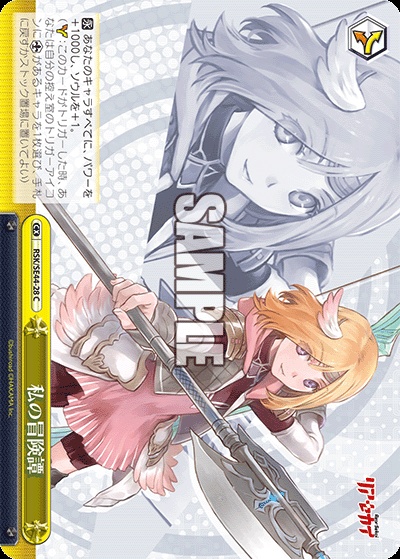 永 あなたのキャラすべてに、パワーを
+1000し、ソウルを+1。
：このカードがトリガーした時、あ
なたは自分の控え室のトリガーアイコ
ンに があるキャラを1枚選び、手札
に戻すかストック置場に置いてよい）
SAMPLE
CX
RSK/SE44-28 C
©bushiroad ©HAKAMA Inc.
私の冒険譚
リアセカイ